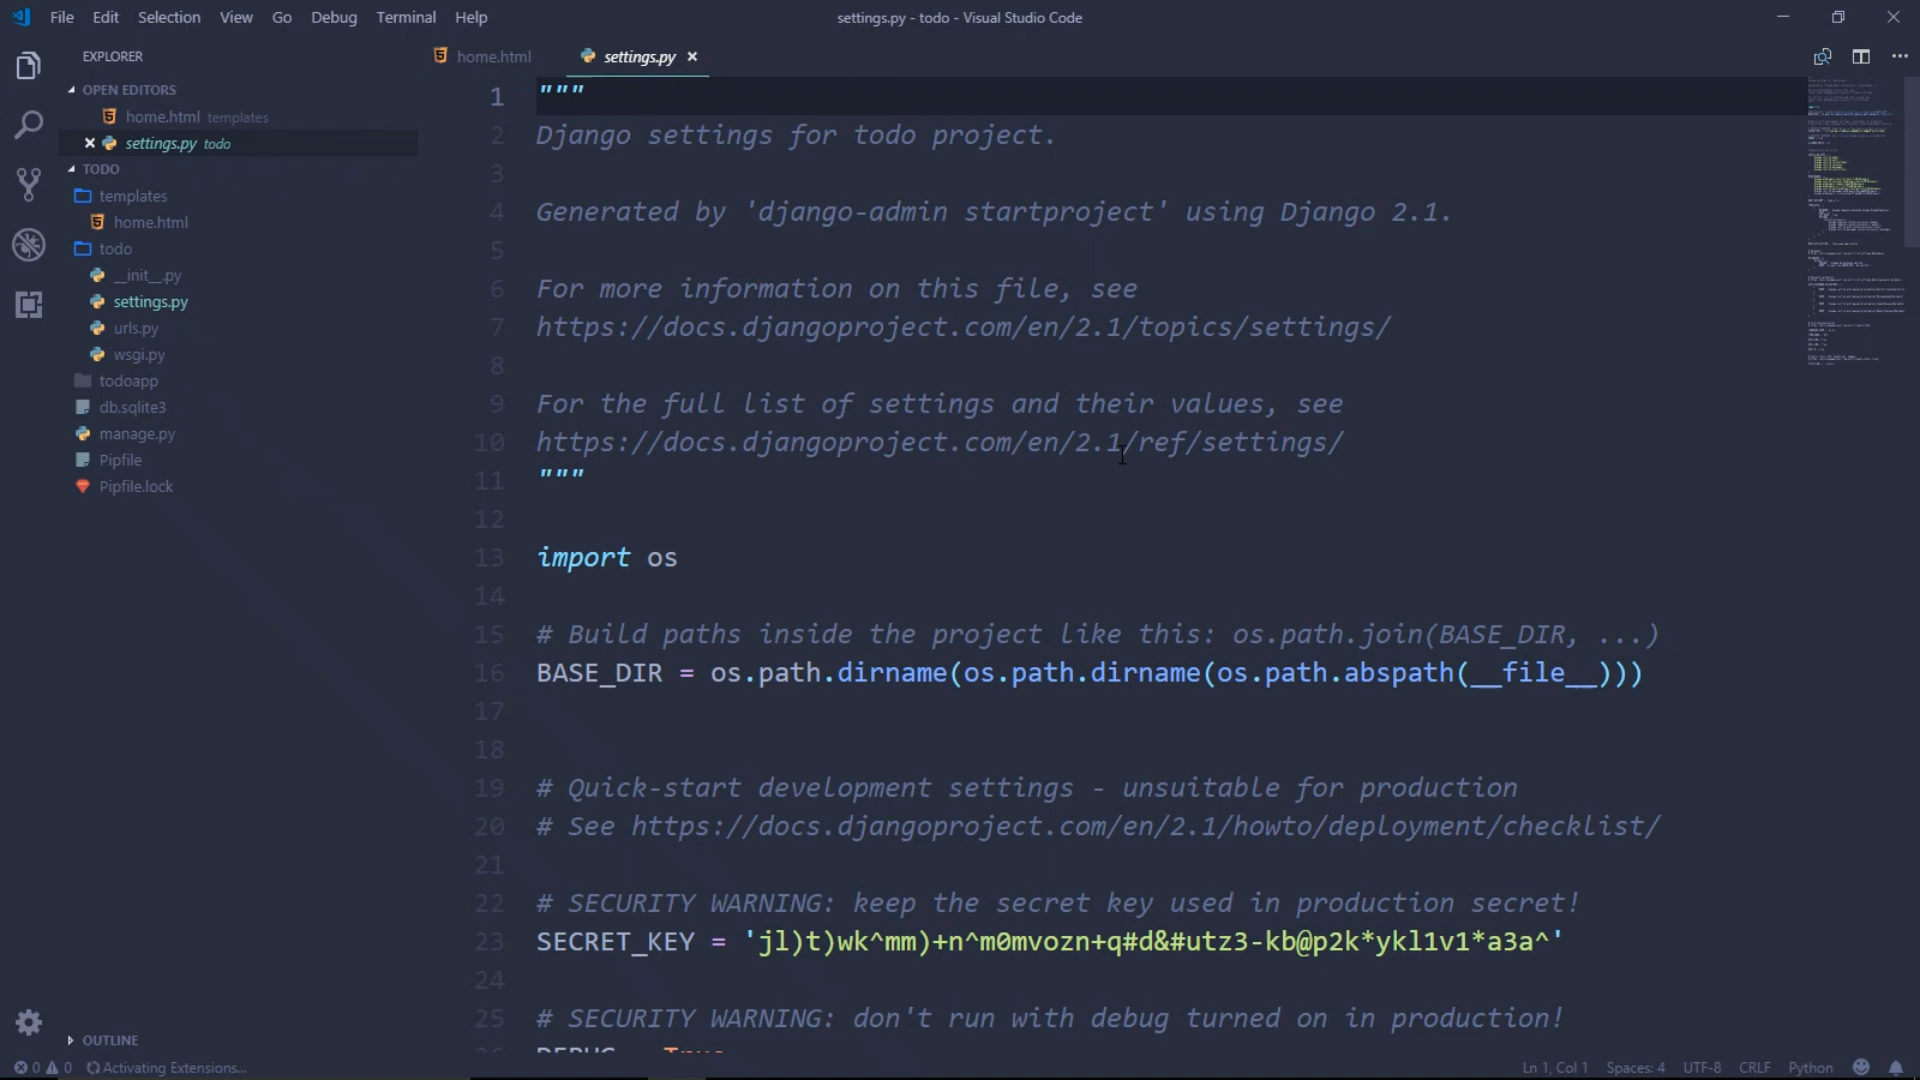 File Edit Selection View Go Debug Terminal Help
settings.py - todo - Visual Studio Code
EXPLORER
home.html
settings.py
OPEN EDITORS
home.html templates
settings.py todo
TODO
templates
home.html
todo
__init__.py
settings.py
urls.py
wsgi.py
todoapp
db.sqlite3
manage.py
Pipfile
Pipfile.lock
OUTLINE
1 """
2 Django settings for todo project.
3
4 Generated by 'django-admin startproject' using Django 2.1.
5
6 For more information on this file, see
7 https://docs.djangoproject.com/en/2.1/topics/settings/
8
9 For the full list of settings and their values, see
10 https://docs.djangoproject.com/en/2.1/ref/settings/
11 """
12
13 import os
14
15 # Build paths inside the project like this: os.path.join(BASE_DIR, ...)
16 BASE_DIR = os.path.dirname(os.path.dirname(os.path.abspath(__file__)))
17
18
19 # Quick-start development settings - unsuitable for production
20 # See https://docs.djangoproject.com/en/2.1/howto/deployment/checklist/
21
22 # SECURITY WARNING: keep the secret key used in production secret!
23 SECRET_KEY = 'jl)t)wk^mm)+n^m0mvozn+q#d&#utz3-kb@p2k*ykl1v1*a3a^'
24
25 # SECURITY WARNING: don't run with debug turned on in production!
26 DEBUG = True
0 0 Activating Extensions...
Ln 1, Col 1 Spaces: 4 UTF-8 CRLF Python